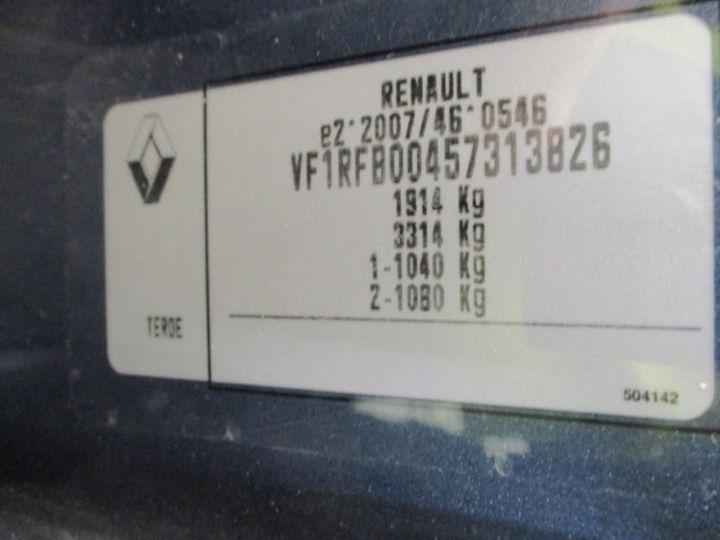 RENAULT
e2*2007/46*0546
VF1RFB00457313826
1914 Kg
3314 Kg
1-1040 Kg
2-1080 Kg
TERDE
504142